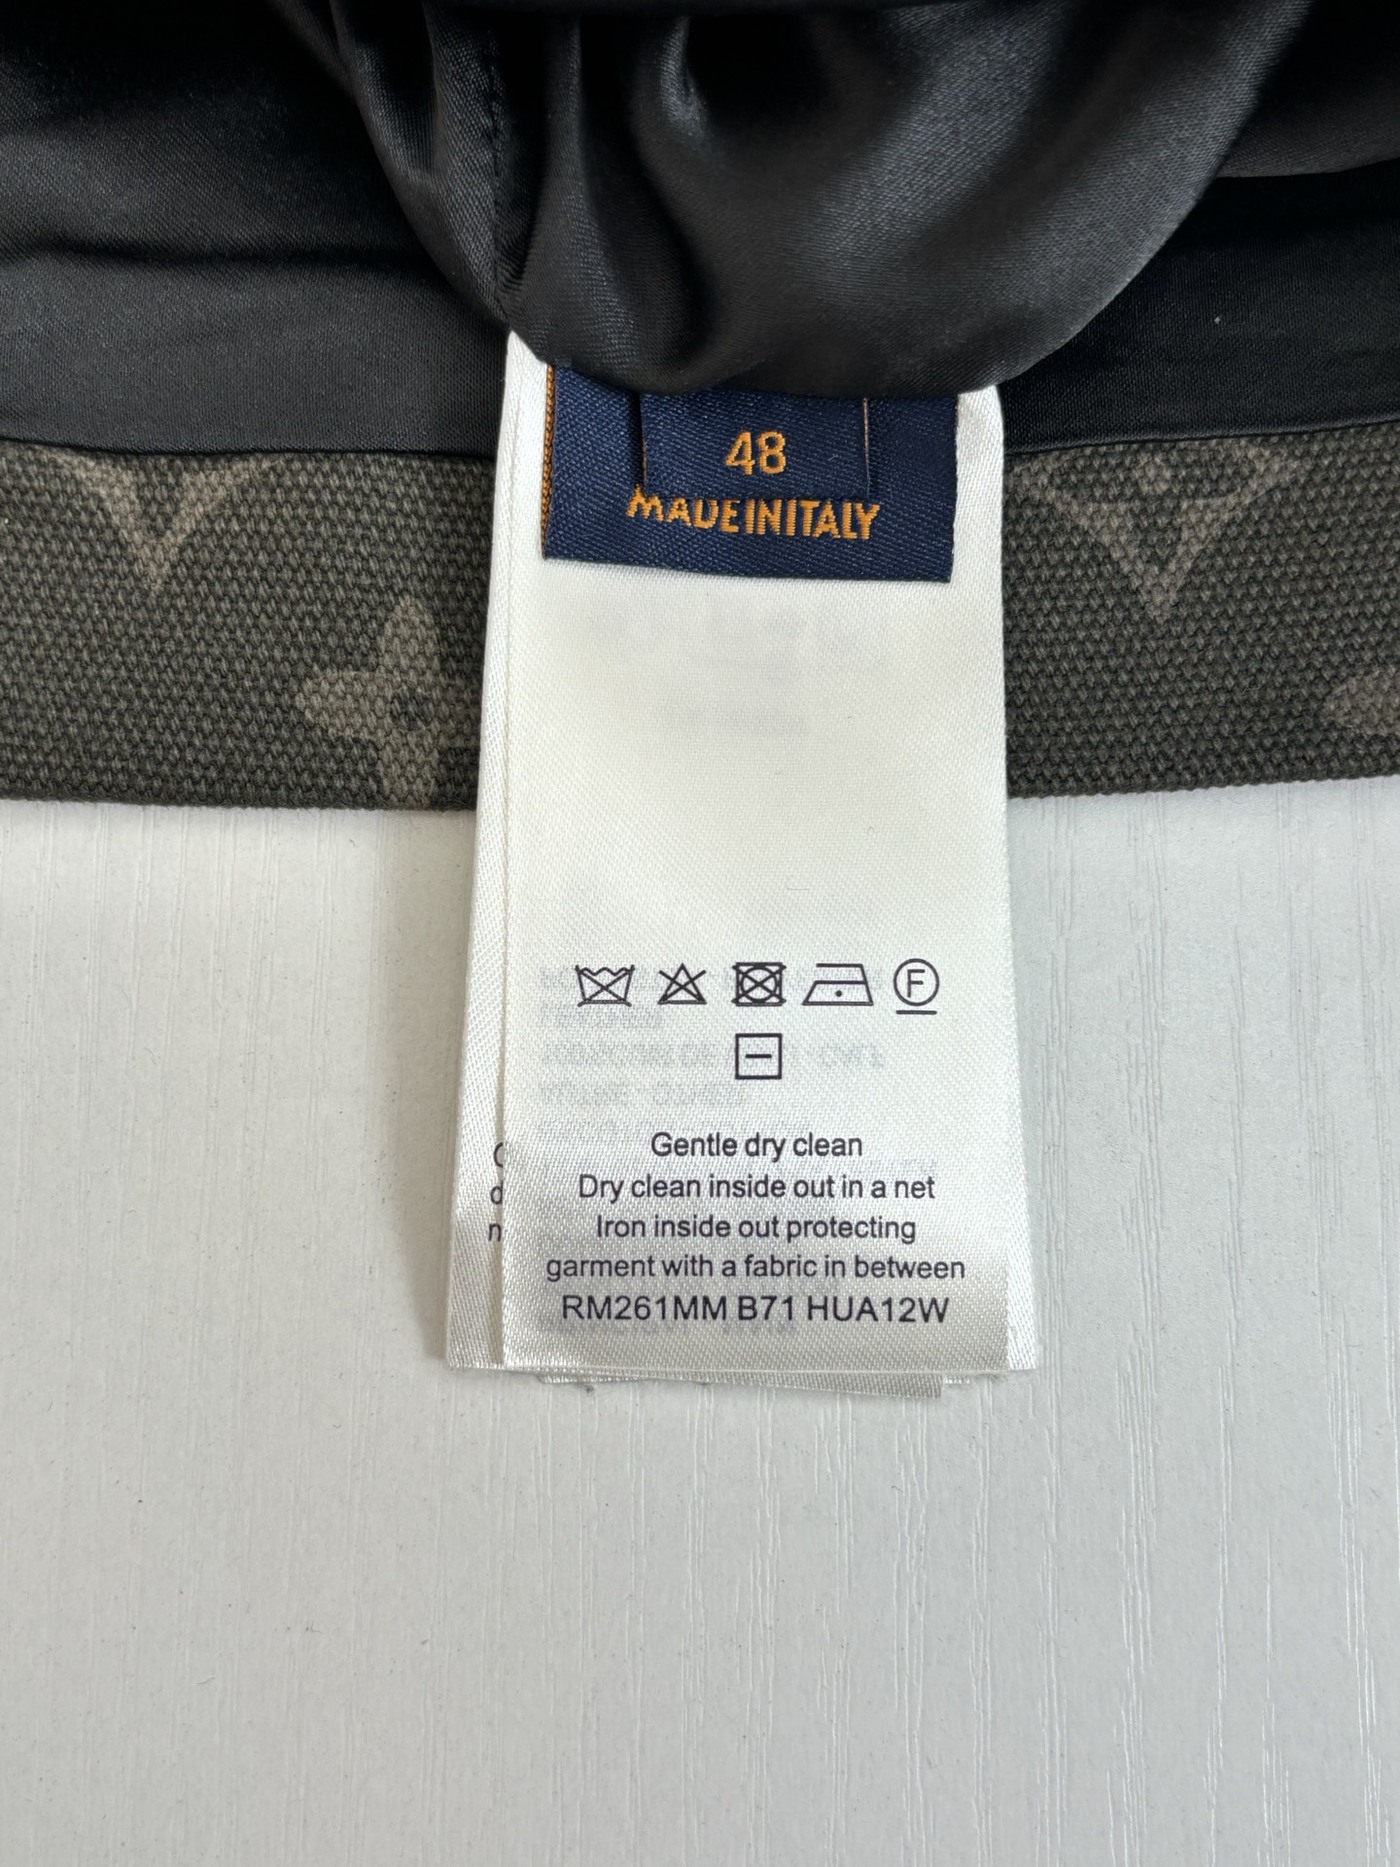 48
MADE IN ITALY
F
Gentle dry clean
Dry clean inside out in a net
Iron inside out protecting
garment with a fabric in between
RM261MM B71 HUA12W